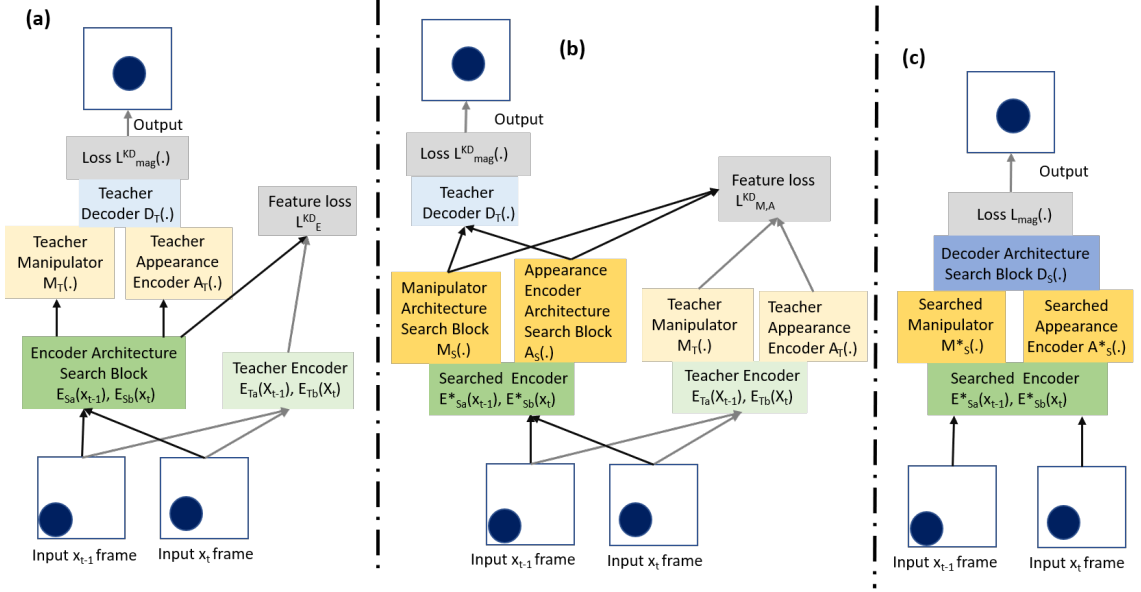 (a)
Output
Loss L^KD_mag(.)
Teacher
Decoder D_T(.)
Feature loss
L^KD_E
Teacher
Manipulator
M_T(.)
Teacher
Appearance
Encoder A_T(.)
Encoder Architecture
Search Block
E_Sa(x_t-1), E_Sb(x_t)
Teacher Encoder
E_Ta(X_t-1), E_Tb(X_t)
Input x_t-1 frame
Input x_t frame
(b)
Output
Loss L^KD_mag(.)
Teacher
Decoder D_T(.)
Feature loss
L^KD_M,A
Manipulator
Architecture
Search Block
M_S(.)
Appearance
Encoder
Architecture
Search Block
A_S(.)
Teacher
Manipulator
M_T(.)
Teacher
Appearance
Encoder A_T(.)
Searched Encoder
E*_Sa(x_t-1), E*_Sb(x_t)
Teacher Encoder
E_Ta(X_t-1), E_Tb(X_t)
Input x_t-1 frame
Input x_t frame
(c)
Output
Loss L_mag(.)
Decoder Architecture
Search Block D_S(.)
Searched
Manipulator
M*_S(.)
Searched
Appearance
Encoder A*_S(.)
Searched Encoder
E*_Sa(x_t-1), E*_Sb(x_t)
Input x_t-1 frame
Input x_t frame